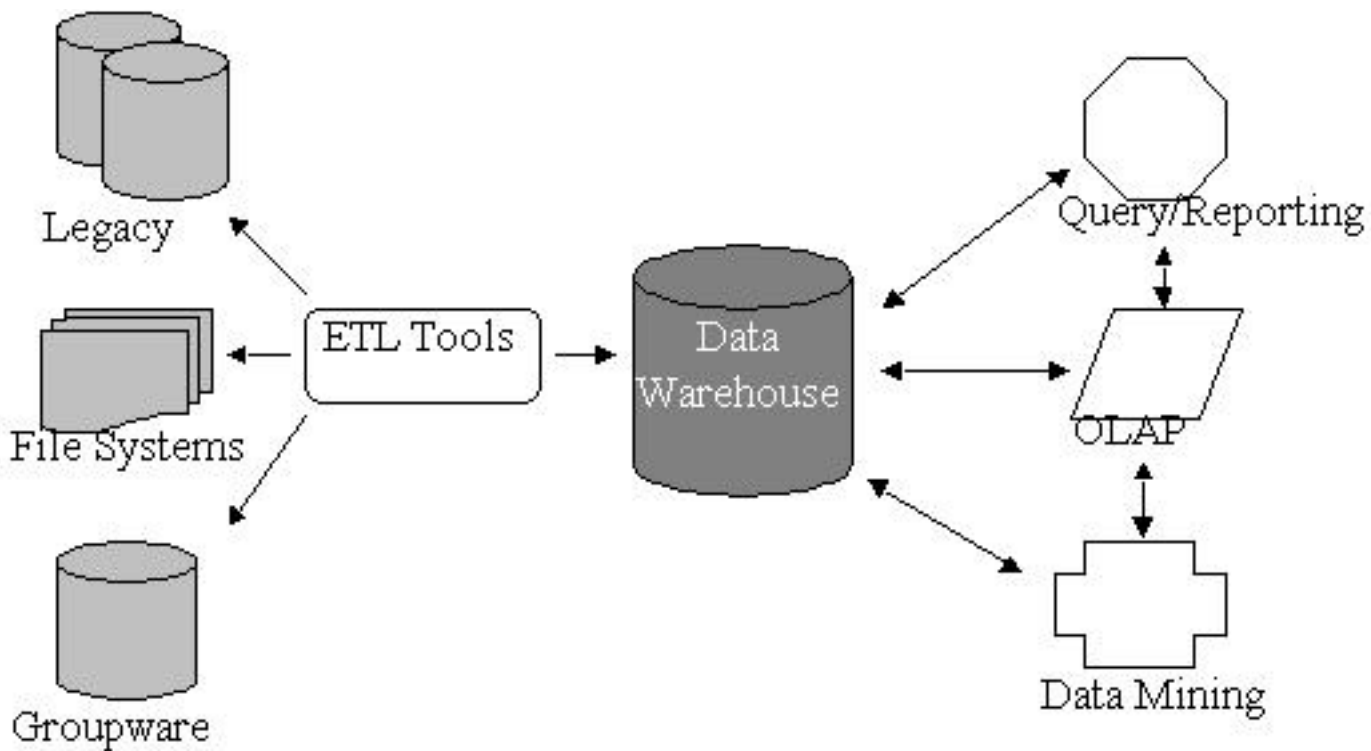 Legacy
Query/Reporting
ETL Tools
Data
Warehouse
File Systems
OLAP
Data Mining
Groupware